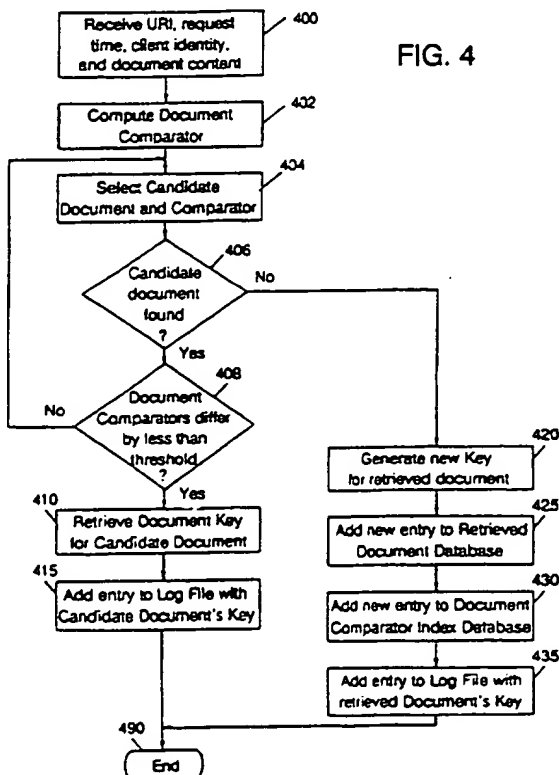 FIG. 4
400
Receive URI, request
time, client identity,
and document content
402
Compute Document
Comparator
404
Select Candidate
Document and Comparator
406
Candidate
document
found
?
No
Yes
408
Document
Comparators differ
by less than
threshold
?
No
Yes
410
Retrieve Document Key
for Candidate Document
415
Add entry to Log File with
Candidate Document's Key
420
Generate new Key
for retrieved document
425
Add new entry to Retrieved
Document Database
430
Add new entry to Document
Comparator Index Database
435
Add entry to Log File with
retrieved Document's Key
490
End